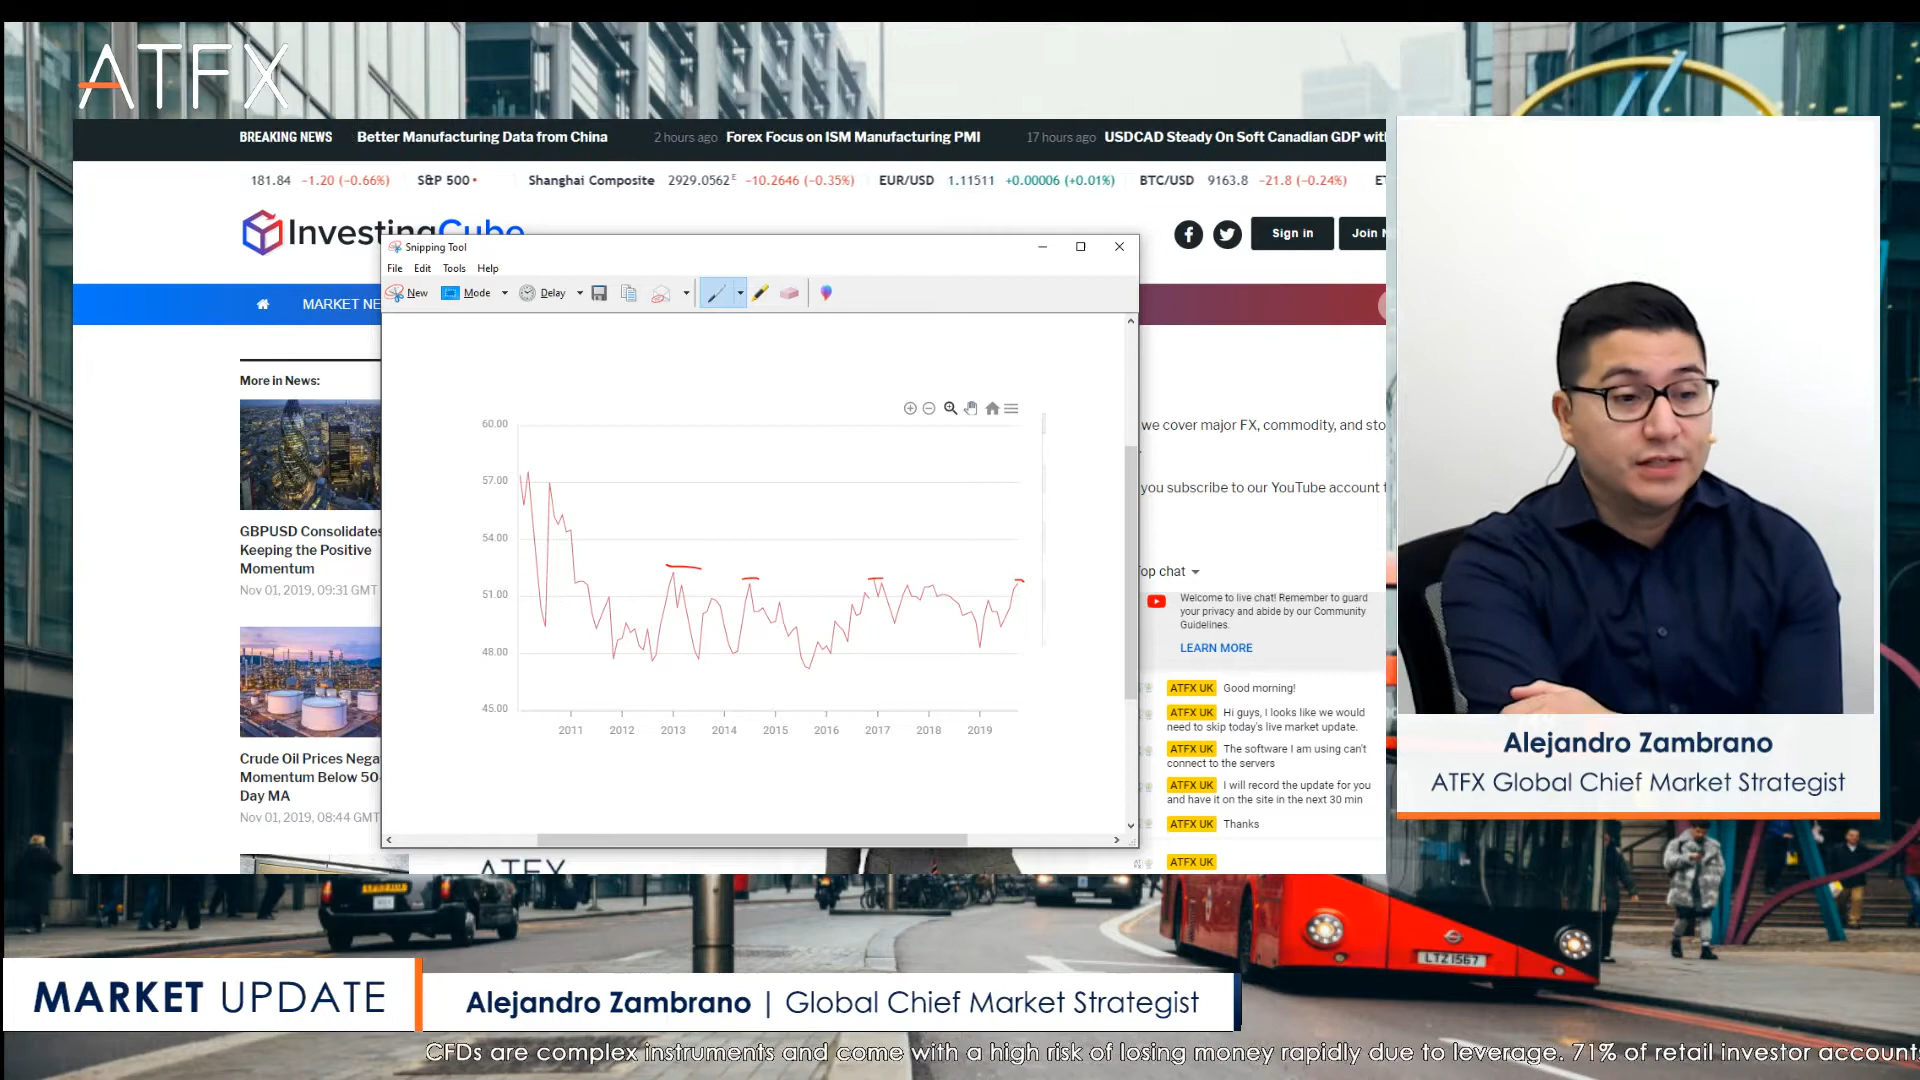 ATFX
BREAKING NEWS Better Manufacturing Data from China 2 hours ago Forex Focus on ISM Manufacturing PMI 17 hours ago USDCAD Steady On Soft Canadian GDP wit
181.84 −1.20 (−0.66%) S&P 500 Shanghai Composite 2929.0562 E −10.2646 (−0.35%) EUR/USD 1.11511 +0.00006 (+0.01%) BTC/USD 9163.8 −21.8 (−0.24%) ET
InvestingCube
Sign in
Join
MARKET NE
Snipping Tool
File Edit Tools Help
New Mode Delay
60.00
57.00
54.00
51.00
48.00
45.00
2011 2012 2013 2014 2015 2016 2017 2018 2019
More in News:
GBPUSD Consolidates
Keeping the Positive
Momentum
Nov 01, 2019, 09:31 GMT
Crude Oil Prices Nega
Momentum Below 50-
Day MA
Nov 01, 2019, 08:44 GMT
ATFX
we cover major FX, commodity, and sto
you subscribe to our YouTube account t
op chat
Welcome to live chat! Remember to guard
your privacy and abide by our Community
Guidelines.
LEARN MORE
ATFX UK Good morning!
ATFX UK Hi guys, I looks like we would
need to skip today's live market update.
ATFX UK The software I am using can't
connect to the servers
ATFX UK I will record the update for you
and have it on the site in the next 30 min
ATFX UK Thanks
ATFX UK
Alejandro Zambrano
ATFX Global Chief Market Strategist
LTZ1567
MARKET UPDATE
Alejandro Zambrano | Global Chief Market Strategist
CFDs are complex instruments and come with a high risk of losing money rapidly due to leverage. 71% of retail investor accounts